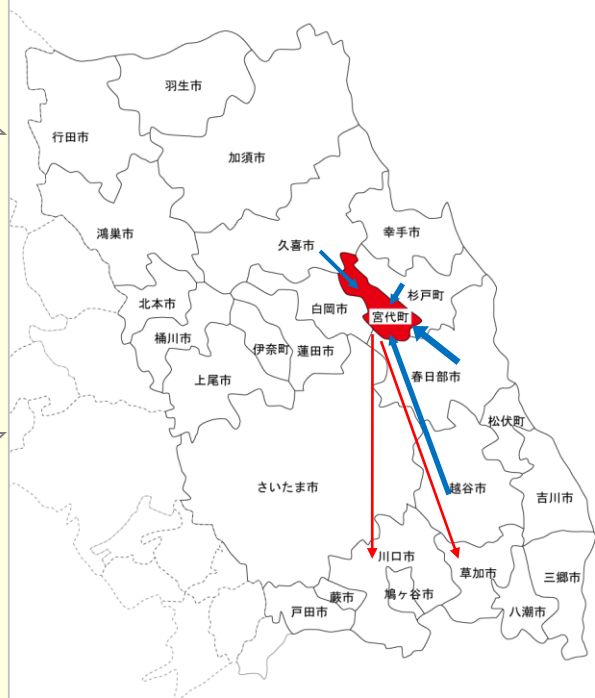 羽生市
行田市
加須市
鴻巣市
幸手市
久喜市
杉戸町
北本市
白岡市
宮代町
桶川市
伊奈町
蓮田市
春日部市
上尾市
松伏町
さいたま市
越谷市
吉川市
川口市
草加市
三郷市
蕨市
鳩ヶ谷市
戸田市
八潮市